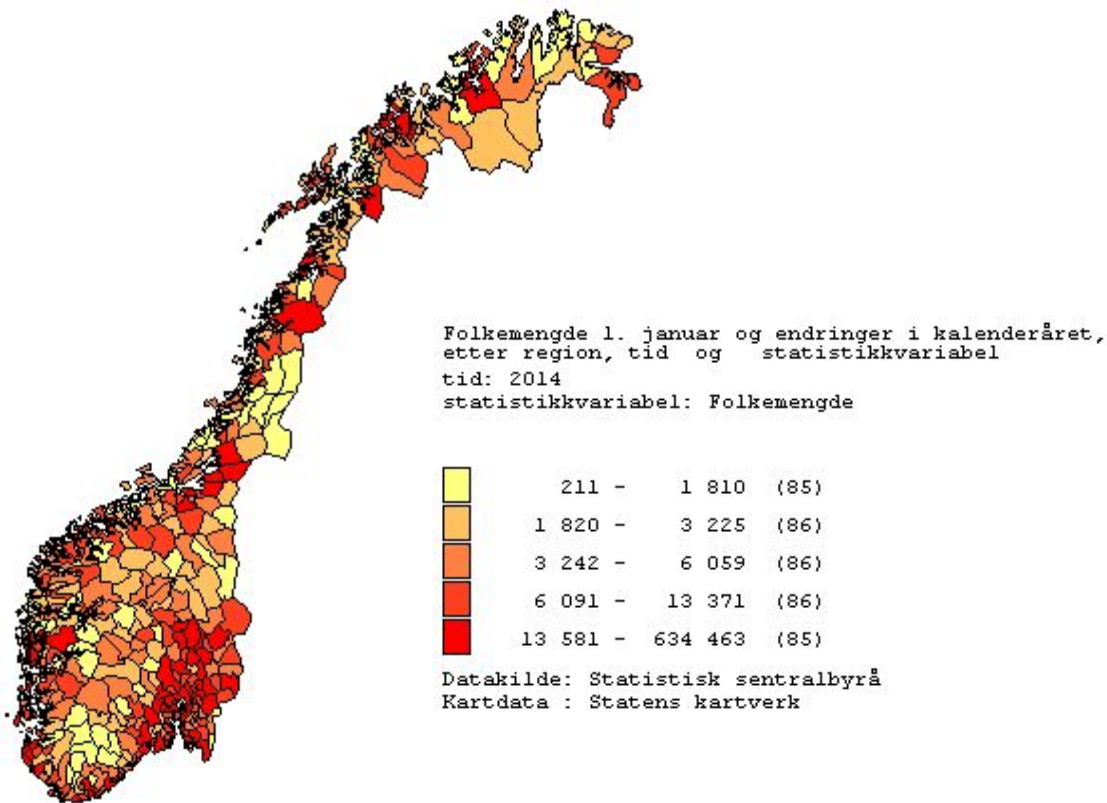 Folkemengde 1. januar og endringer i kalenderåret,
etter region, tid og statistikkvariabel
tid: 2014
statistikkvariabel: Folkemengde
211 - 1 810 (85)
1 820 - 3 225 (86)
3 242 - 6 059 (86)
6 091 - 13 371 (86)
13 581 - 634 463 (85)
Datakilde: Statistisk sentralbyrå
Kartdata : Statens kartverk